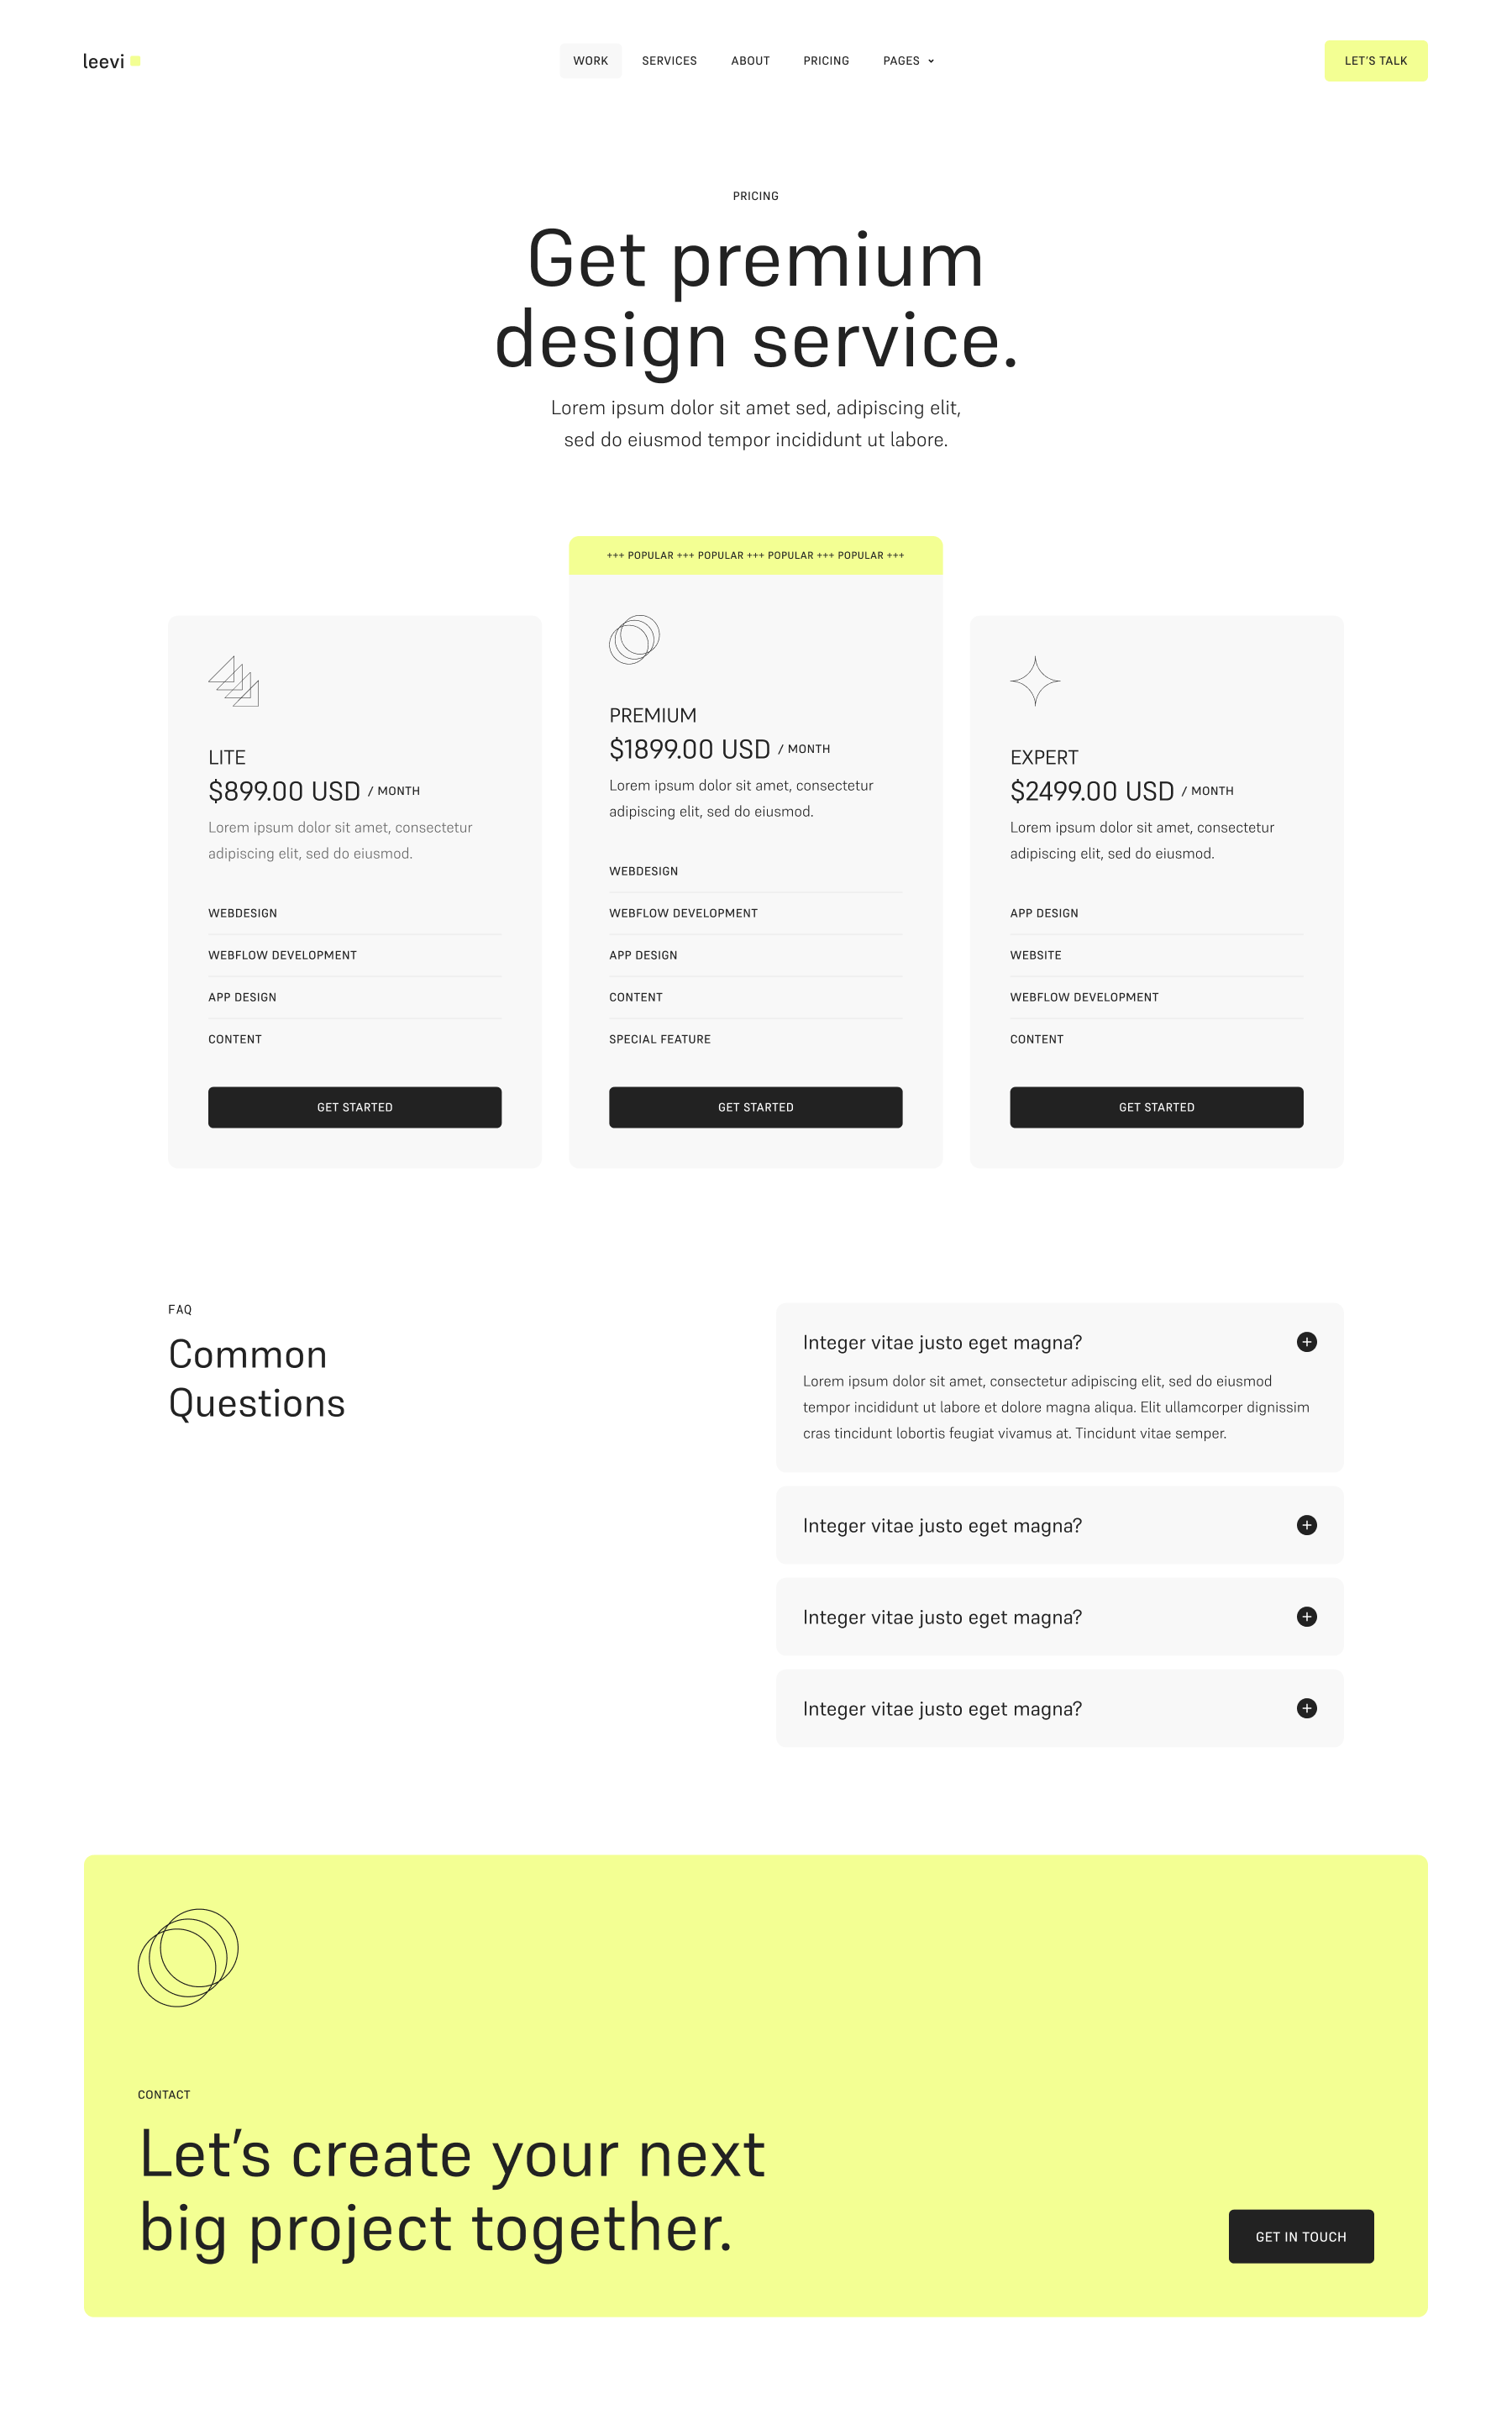 leevi
WORK
SERVICES
ABOUT
PRICING
PAGES
LET'S TALK
PRICING
Get premium
design service.
Lorem ipsum dolor sit amet sed, adipiscing elit,
sed do eiusmod tempor incididunt ut labore.
LITE
$899.00 USD / MONTH
Lorem ipsum dolor sit amet, consectetur
adipiscing elit, sed do eiusmod.
WEBDESIGN
WEBFLOW DEVELOPMENT
APP DESIGN
CONTENT
GET STARTED
+++ POPULAR +++ POPULAR +++ POPULAR +++ POPULAR +++
PREMIUM
$1899.00 USD / MONTH
Lorem ipsum dolor sit amet, consectetur
adipiscing elit, sed do eiusmod.
WEBDESIGN
WEBFLOW DEVELOPMENT
APP DESIGN
CONTENT
SPECIAL FEATURE
GET STARTED
EXPERT
$2499.00 USD / MONTH
Lorem ipsum dolor sit amet, consectetur
adipiscing elit, sed do eiusmod.
APP DESIGN
WEBSITE
WEBFLOW DEVELOPMENT
CONTENT
GET STARTED
FAQ
Common
Questions
Integer vitae justo eget magna?
Lorem ipsum dolor sit amet, consectetur adipiscing elit, sed do eiusmod
tempor incididunt ut labore et dolore magna aliqua. Elit ullamcorper dignissim
cras tincidunt lobortis feugiat vivamus at. Tincidunt vitae semper.
Integer vitae justo eget magna?
Integer vitae justo eget magna?
Integer vitae justo eget magna?
CONTACT
Let's create your next
big project together.
GET IN TOUCH